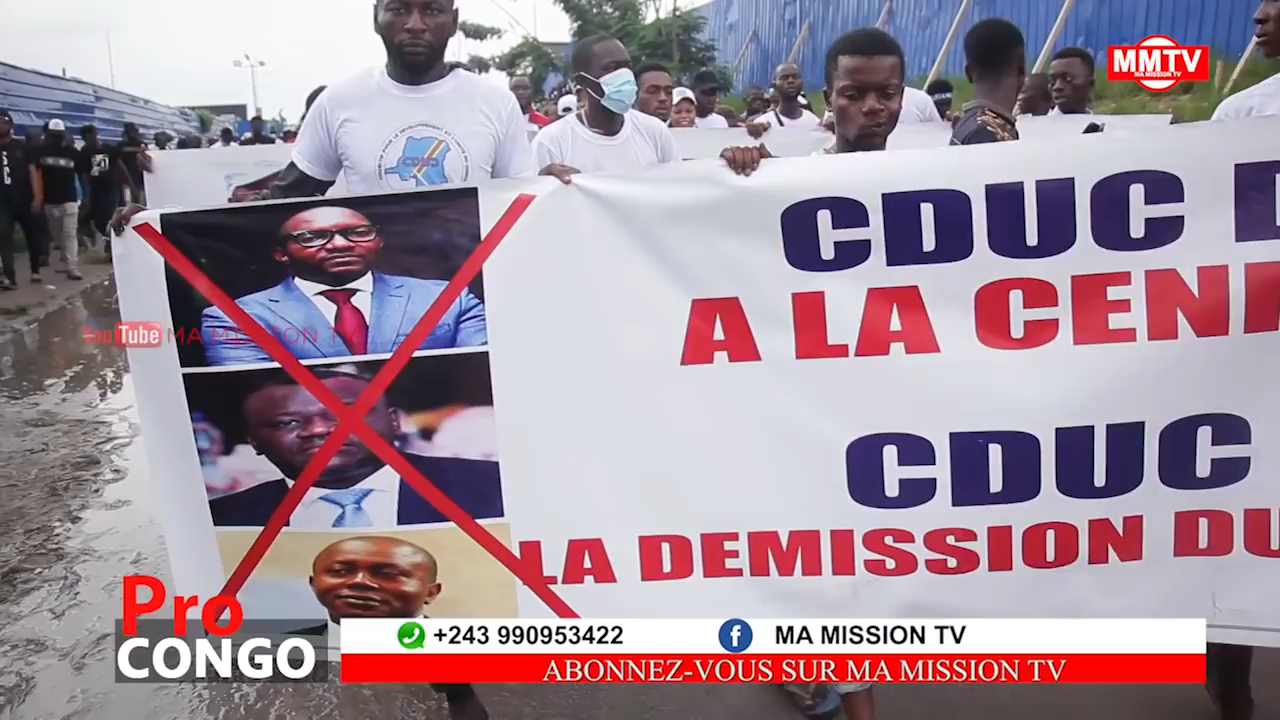 MMTV
MA MISSION TV
CDUC D
A LA CENI
CDUC
LA DEMISSION DU
YouTube MA MISSION TV
Pro
CONGO
+243 990953422
MA MISSION TV
ABONNEZ-VOUS SUR MA MISSION TV